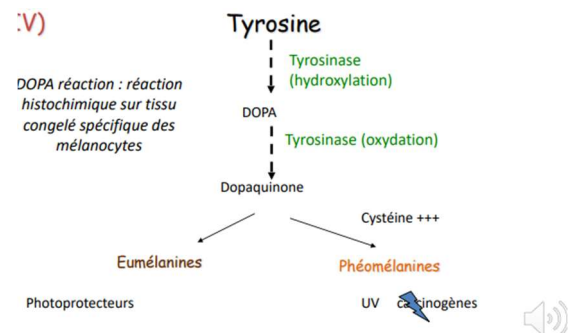 :V)
Tyrosine
Tyrosinase
(hydroxylation)
DOPA réaction : réaction
histochimique sur tissu
congelé spécifique des
mélanocytes
DOPA
Tyrosinase (oxydation)
Dopaquinone
Cystéine +++
Eumélanines
Phéomélanines
Photoprotecteurs
UV